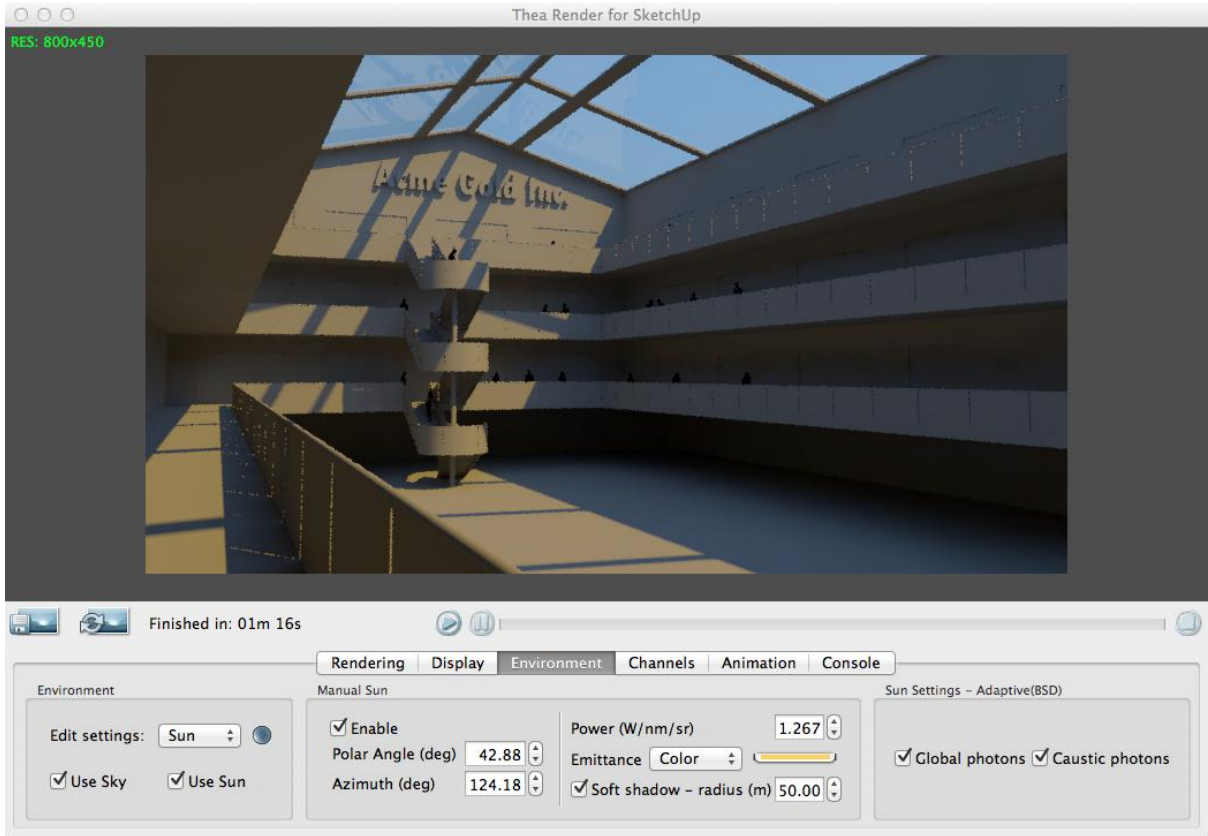 Thea Render for SketchUp
RES: 800x450
Acme Gold Inc.
Finished in: 01m 16s
Rendering Display Environment Channels Animation Console
Environment
Edit settings: Sun
Use Sky Use Sun
Manual Sun
Enable
Polar Angle (deg) 42.88
Azimuth (deg) 124.18
Power (W/nm/sr) 1.267
Emittance Color
Soft shadow – radius (m) 50.00
Sun Settings – Adaptive(BSD)
Global photons Caustic photons